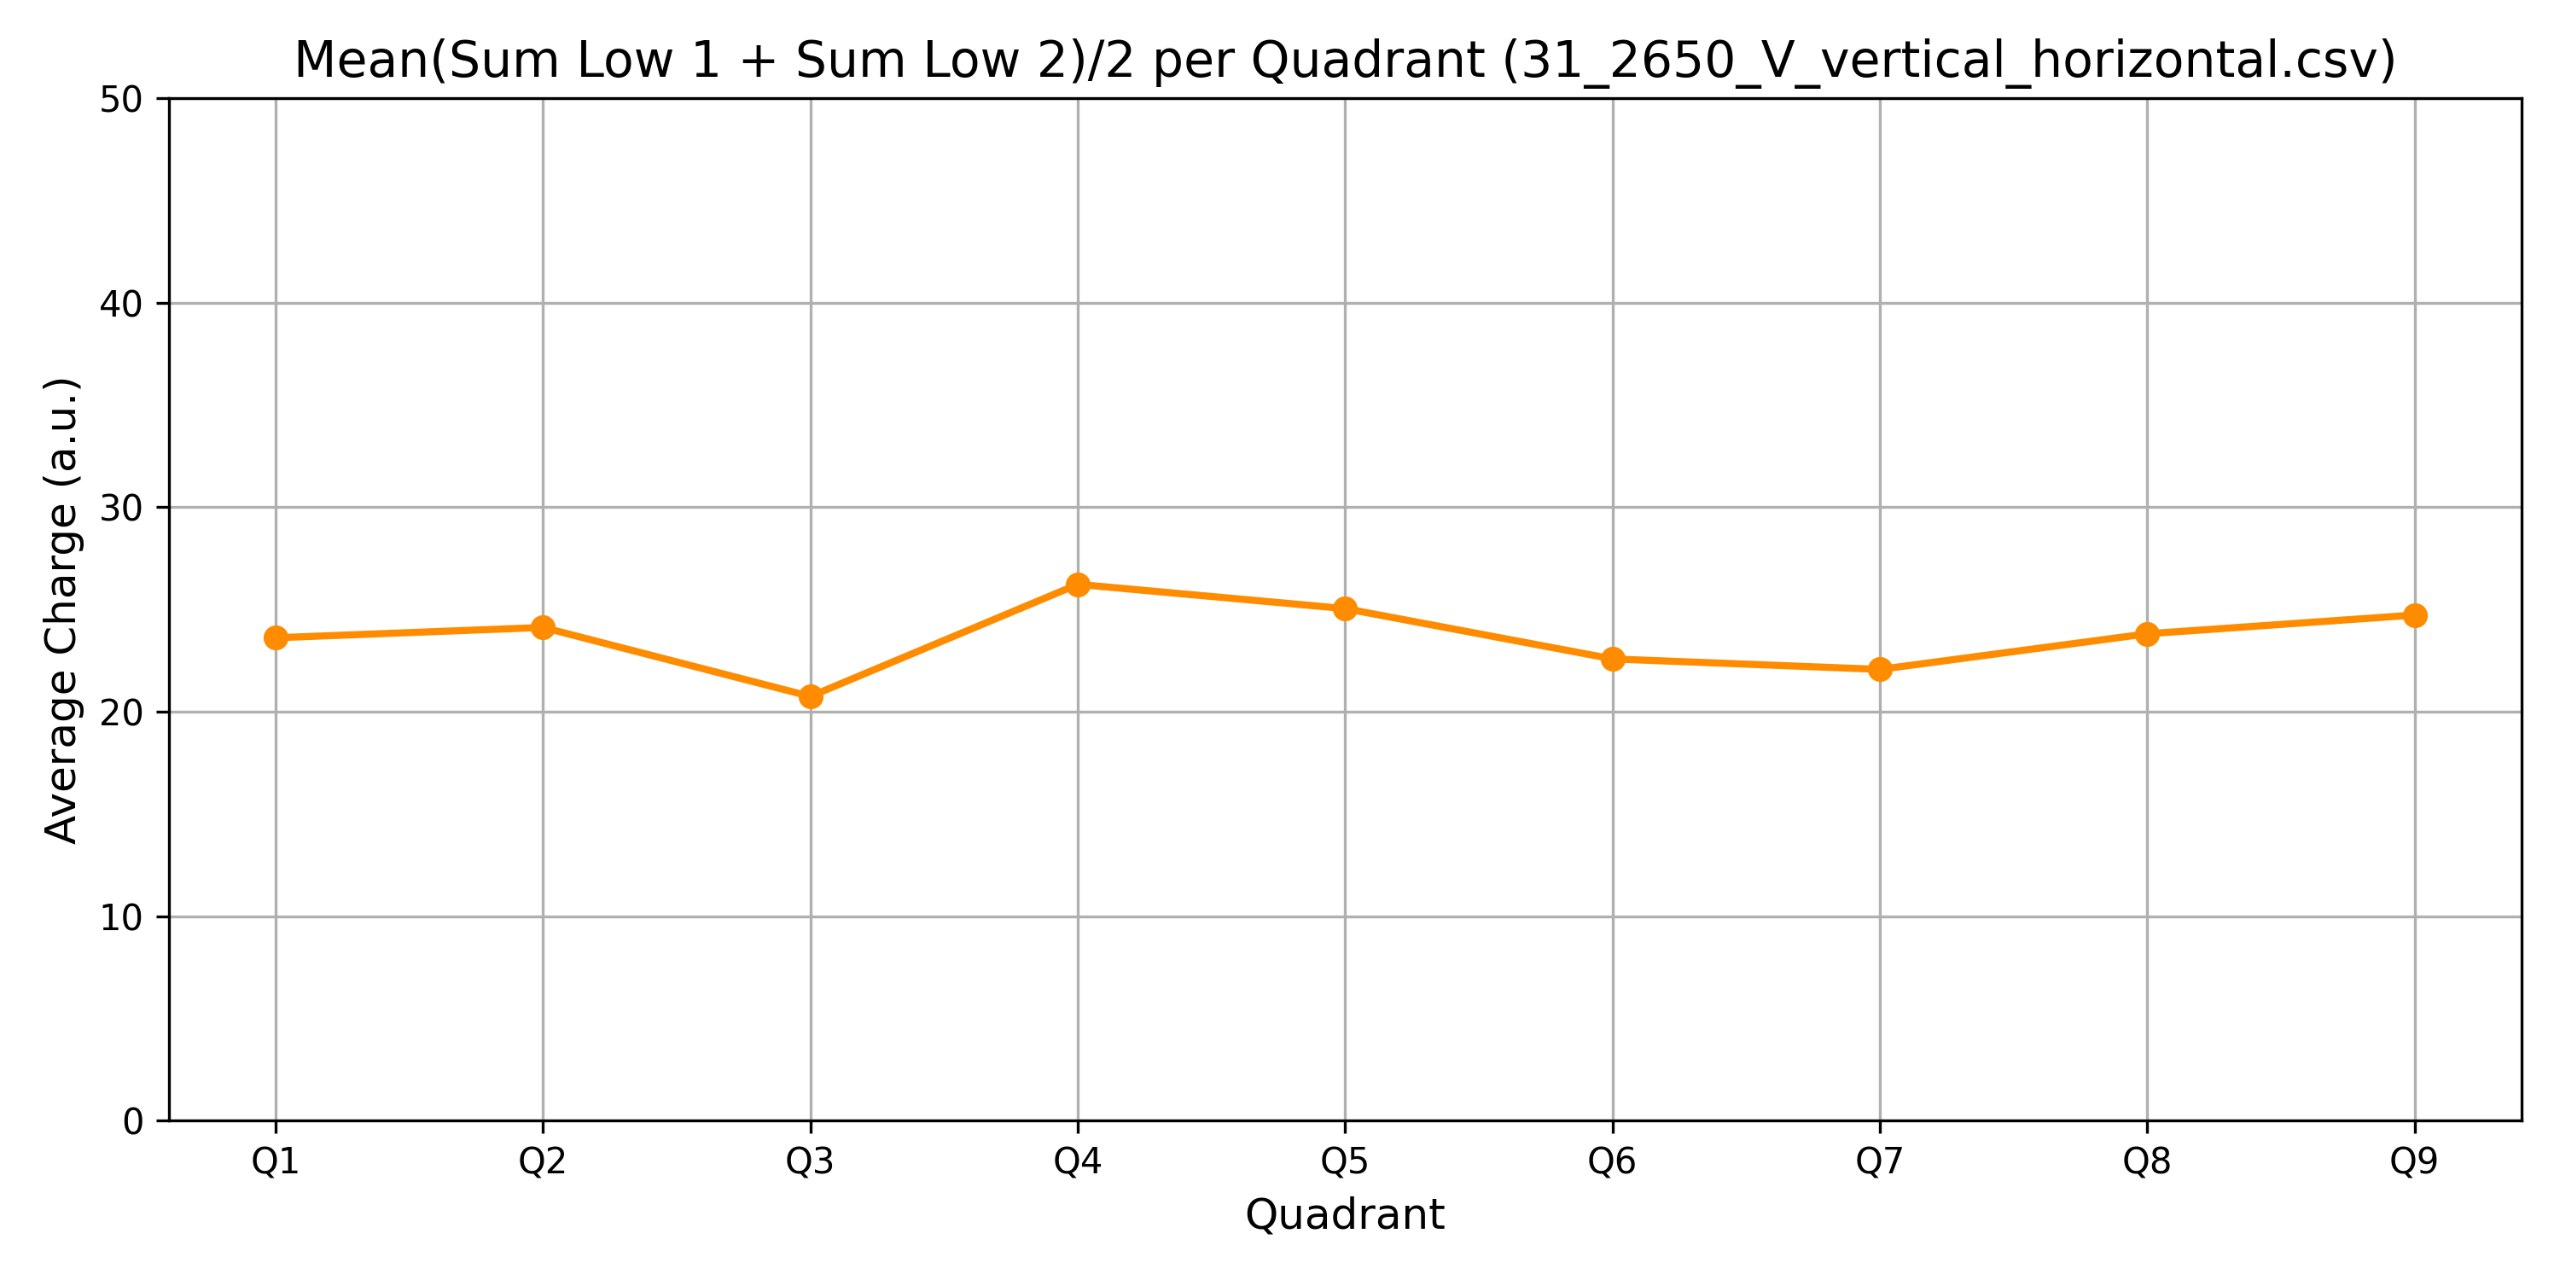 Mean(Sum Low 1 + Sum Low 2)/2 per Quadrant (31_2650_V_vertical_horizontal.csv)
Average Charge (a.u.)
50
40
30
20
10
0
Q1 Q2 Q3 Q4 Q5 Q6 Q7 Q8 Q9
Quadrant